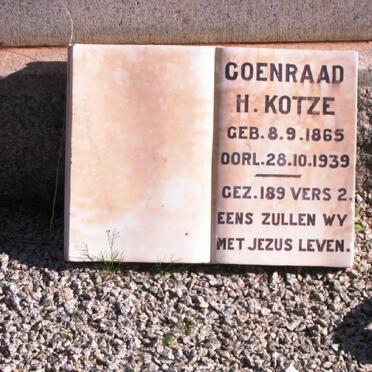 COENRAAD
H. KOTZE
GEB. 8.9.1865
OORL. 28.10.1939
GEZ. 189 VERS 2.
EENS ZULLEN WY
MET JEZUS LEVEN.